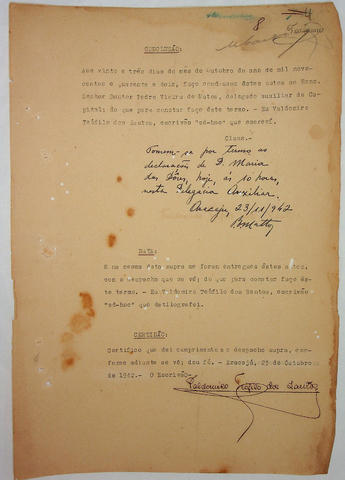 8
CONCLUSÃO:
Aos vinte e três dias do mês de Outubro do ano de mil nove-
centos e quarenta e dois, faço conclusos êstes autos ao Exmo.
Senhor Doutor Pedro Vieira de Matos, delegado auxiliar da Ca-
pital; do que para constar faço êste termo. - Eu Valdomiro
Teófilo dos Santos, escrivão "ad-hoc" que escreví.
Clsos.-
Tomem-se por termo as
declarações de D. Maria
das Dôres, hoje, ás 10 horas,
nesta Delegacia Auxiliar.
Aracaju, 23/11/942
DATA:
E na mesma data supra me foram entregues êstes autos,
com o despacho que se vê; do que para constar faço ês-
te termo. - Eu Valdomiro Teófilo dos Santos, escrivão
"ad-hoc" que datilografei.
CERTIDÃO:
Certifico que dei cumprimento ao despacho supra, con-
forme adiante se vê; dou fé. - Aracajú, 23 de Outubro
de 1942.- O Escrivão-
Valdomiro Teófilo dos Santos